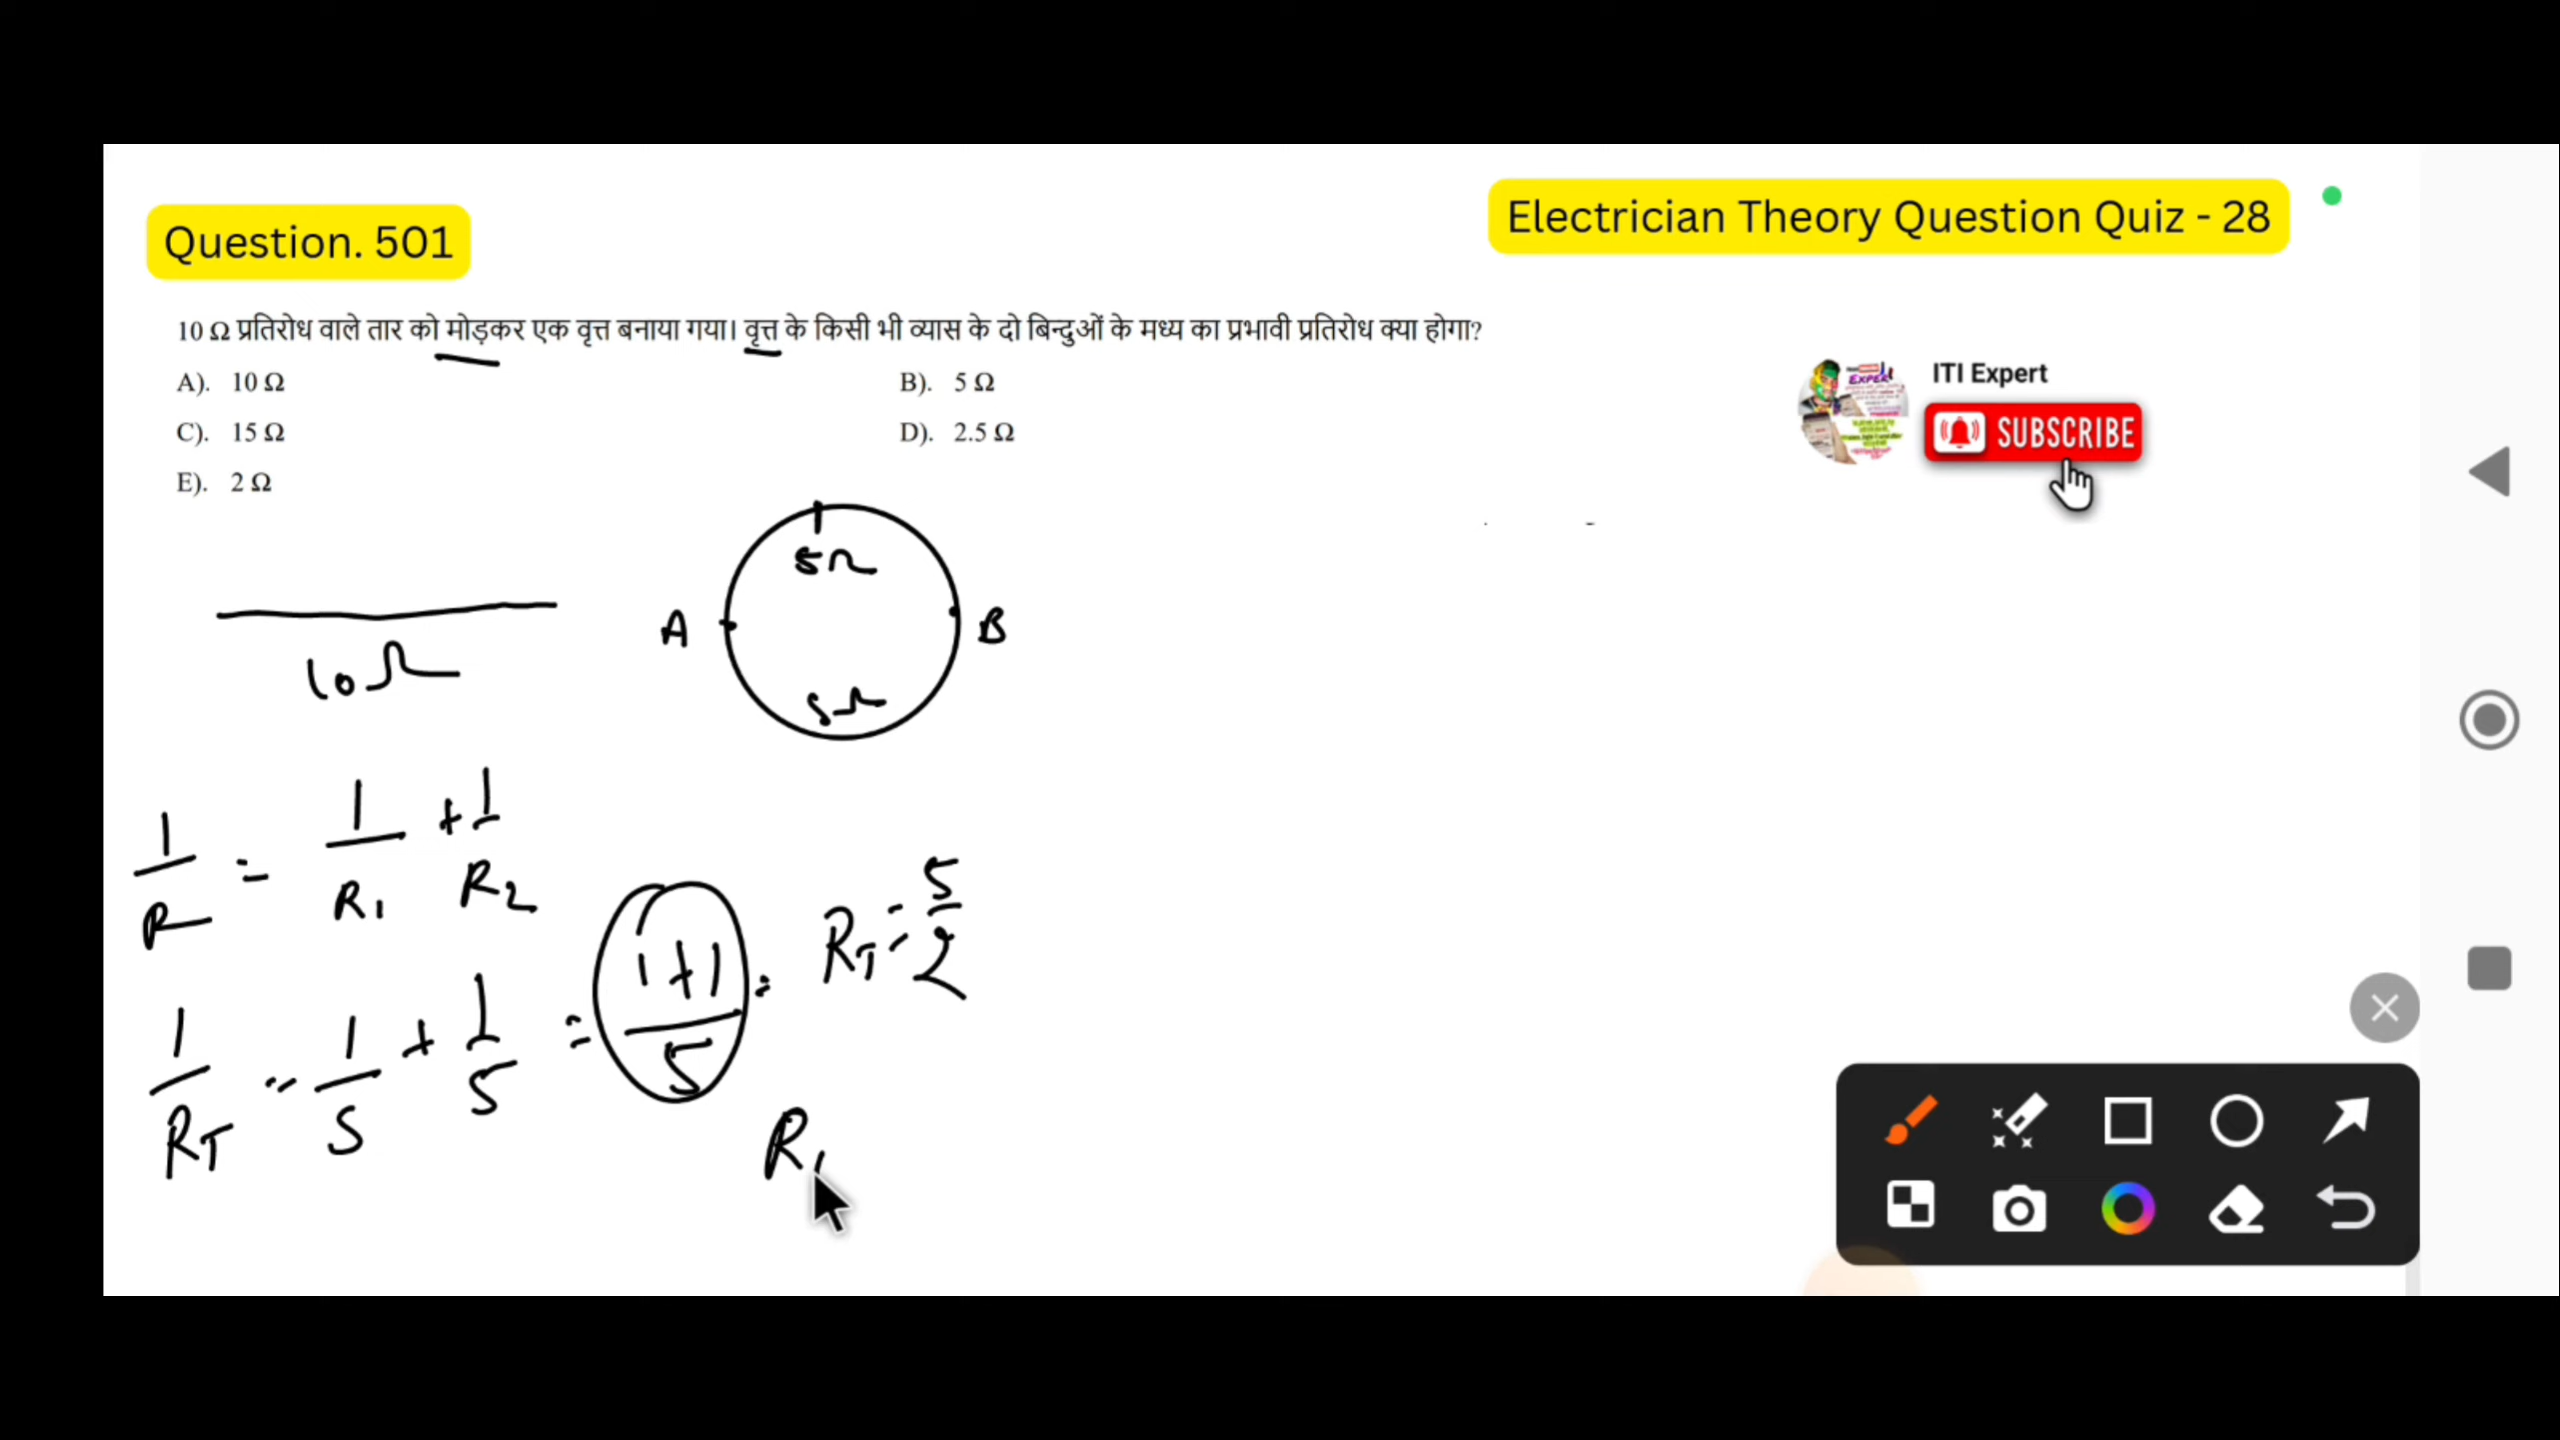 Question. 501
Electrician Theory Question Quiz - 28
10 Ω प्रतिरोध वाले तार को मोड़कर एक वृत्त बनाया गया। वृत्त के किसी भी व्यास के दो बिन्दुओं के मध्य का प्रभावी प्रतिरोध क्या होगा?
A). 10 Ω
B). 5 Ω
C). 15 Ω
D). 2.5 Ω
E). 2 Ω
EXPERT
ITI Expert
SUBSCRIBE
5Ω
A B
10Ω
5Ω
1/R = 1/R1 + 1/R2
1/RT = 1/5 + 1/5 = 1+1/5 = RT = 5/2
R